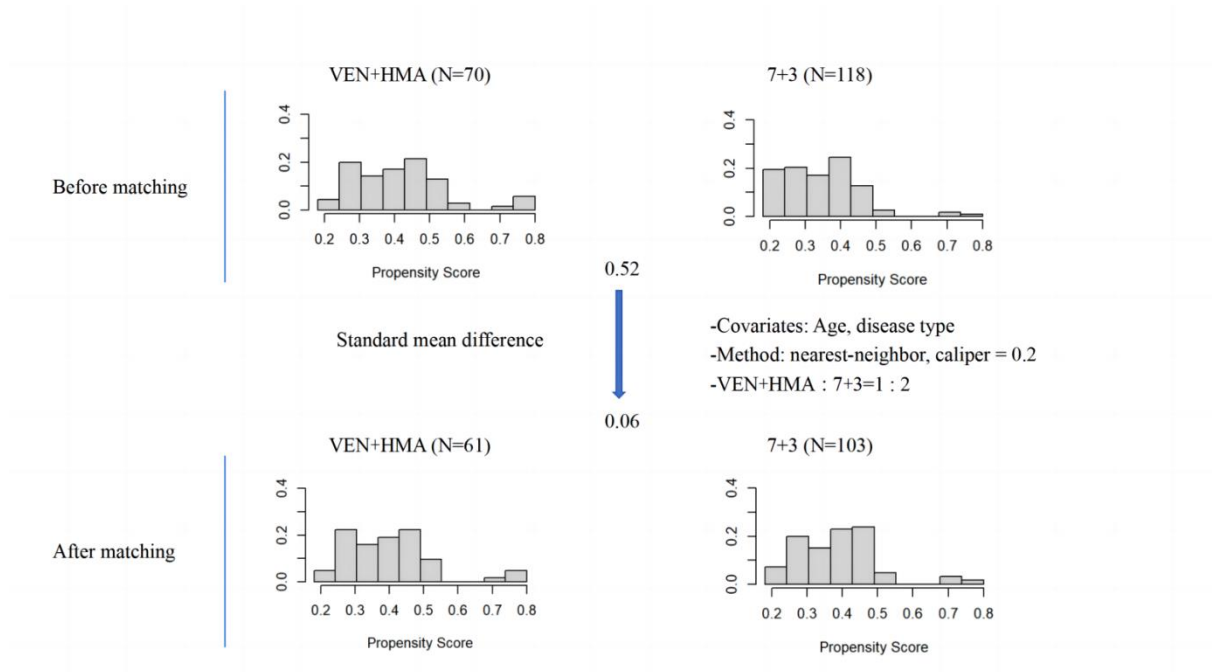 VEN+HMA (N=70)
7+3 (N=118)
Before matching
0.4
0.2
0.0
0.2 0.3 0.4 0.5 0.6 0.7 0.8
Propensity Score
0.4
0.2
0.0
0.2 0.3 0.4 0.5 0.6 0.7 0.8
Propensity Score
0.52
Standard mean difference
-Covariates: Age, disease type
-Method: nearest-neighbor, caliper = 0.2
-VEN+HMA : 7+3=1 : 2
0.06
VEN+HMA (N=61)
7+3 (N=103)
After matching
0.4
0.2
0.0
0.2 0.3 0.4 0.5 0.6 0.7 0.8
Propensity Score
0.4
0.2
0.0
0.2 0.3 0.4 0.5 0.6 0.7 0.8
Propensity Score